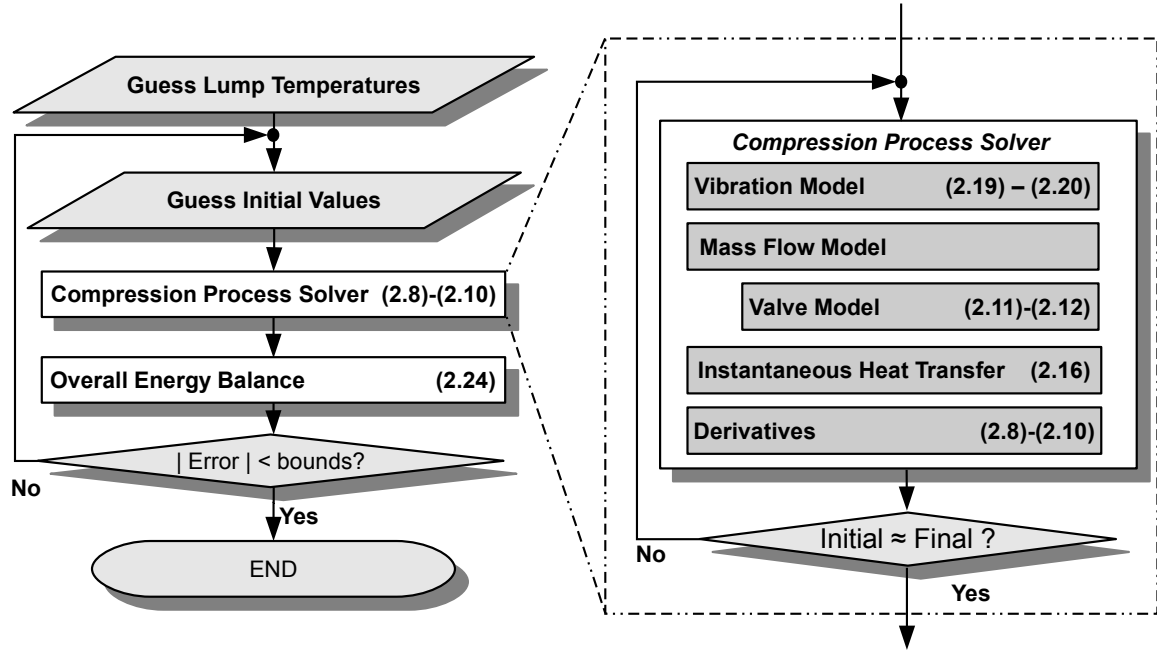 Guess Lump Temperatures
Guess Initial Values
Compression Process Solver (2.8)-(2.10)
Overall Energy Balance (2.24)
| Error | < bounds?
No
Yes
END
Compression Process Solver
Vibration Model (2.19) – (2.20)
Mass Flow Model
Valve Model (2.11)-(2.12)
Instantaneous Heat Transfer (2.16)
Derivatives (2.8)-(2.10)
Initial ≈ Final ?
No
Yes